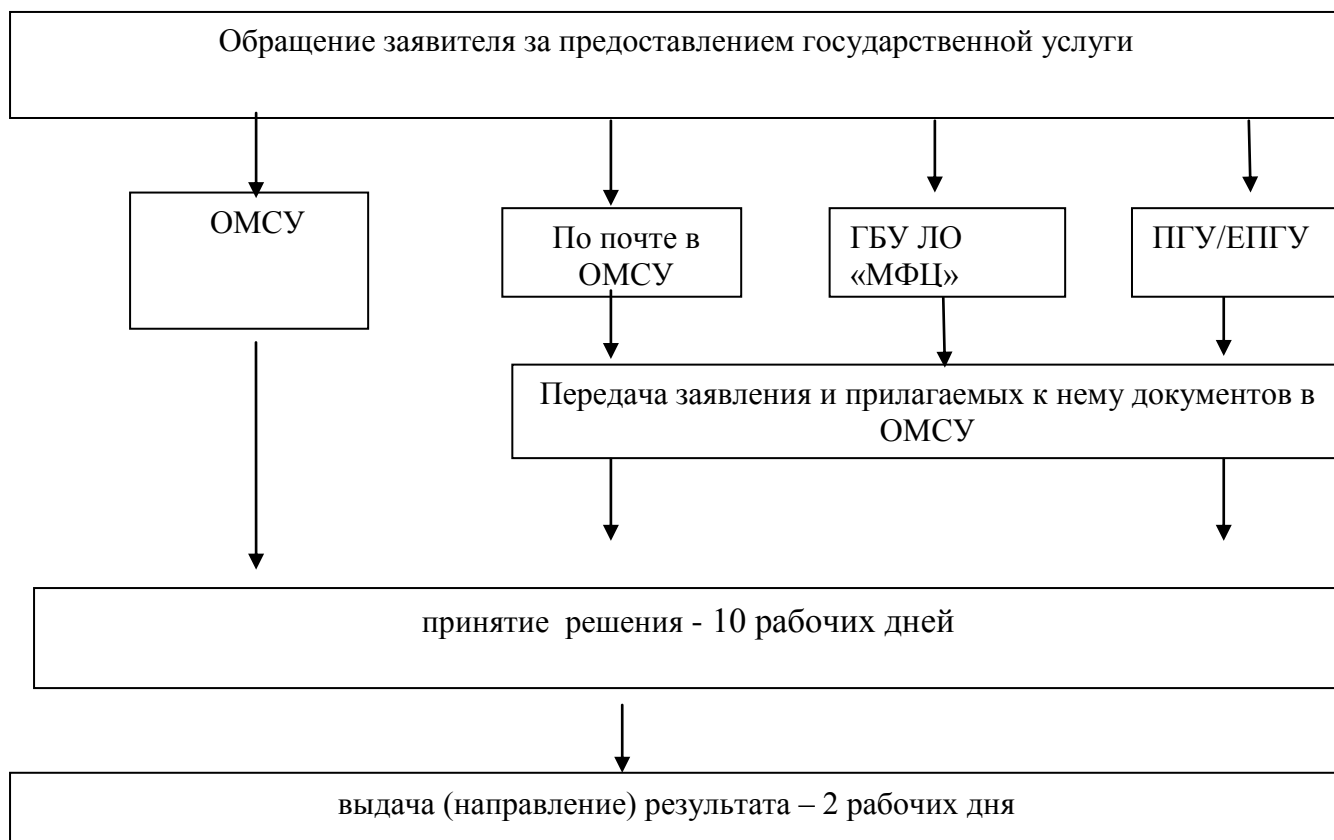 Обращение заявителя за предоставлением государственной услуги
ОМСУ
По почте в
ОМСУ
ГБУ ЛО
«МФЦ»
ПГУ/ЕПГУ
Передача заявления и прилагаемых к нему документов в
ОМСУ
принятие решения - 10 рабочих дней
выдача (направление) результата – 2 рабочих дня